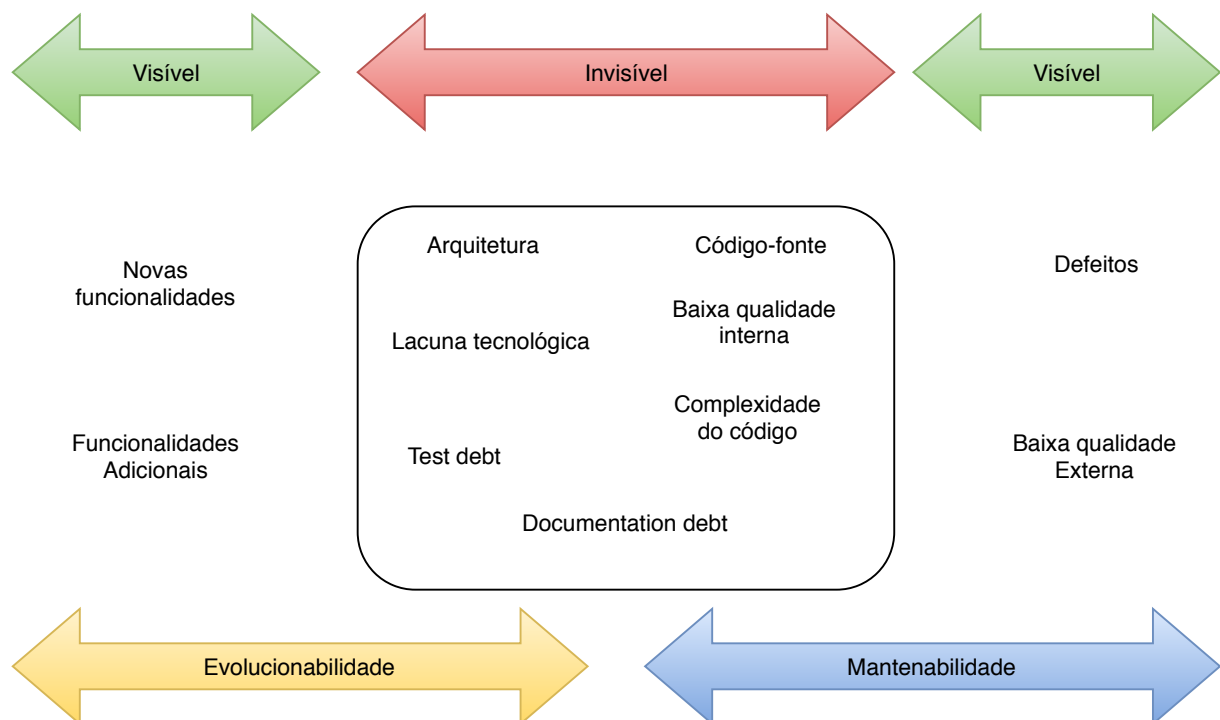 Visível
Invisível
Visível
Novas
funcionalidades
Funcionalidades
Adicionais
Arquitetura
Código-fonte
Lacuna tecnológica
Baixa qualidade
interna
Complexidade
do código
Test debt
Documentation debt
Defeitos
Baixa qualidade
Externa
Evolucionabilidade
Mantenabilidade